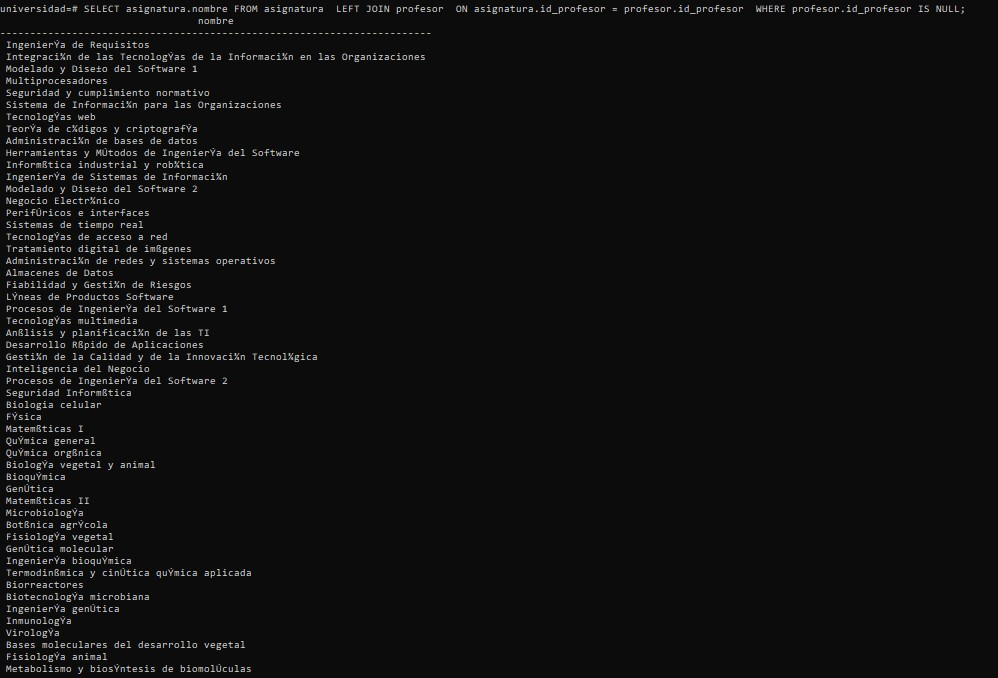 universidad=# SELECT asignatura.nombre FROM asignatura  LEFT JOIN profesor  ON asignatura.id_profesor = profesor.id_profesor  WHERE profesor.id_profesor IS NULL;
nombre
------------------------------------------------------------------------
IngenierÝa de Requisitos
Integraci¾n de las TecnologÝas de la Informaci¾n en las Organizaciones
Modelado y Dise±o del Software 1
Multiprocesadores
Seguridad y cumplimiento normativo
Sistema de Informaci¾n para las Organizaciones
TecnologÝas web
TeorÝa de c¾digos y criptografÝa
Administraci¾n de bases de datos
Herramientas y MÚtodos de IngenierÝa del Software
Informßtica industrial y rob¾tica
IngenierÝa de Sistemas de Informaci¾n
Modelado y Dise±o del Software 2
Negocio Electr¾nico
PerifÚricos e interfaces
Sistemas de tiempo real
TecnologÝas de acceso a red
Tratamiento digital de imßgenes
Administraci¾n de redes y sistemas operativos
Almacenes de Datos
Fiabilidad y Gesti¾n de Riesgos
LÝneas de Productos Software
Procesos de IngenierÝa del Software 1
TecnologÝas multimedia
Anßlisis y planificaci¾n de las TI
Desarrollo Rßpido de Aplicaciones
Gesti¾n de la Calidad y de la Innovaci¾n Tecnol¾gica
Inteligencia del Negocio
Procesos de IngenierÝa del Software 2
Seguridad Informßtica
Biologia celular
FÝsica
Matemßticas I
QuÝmica general
QuÝmica orgßnica
BiologÝa vegetal y animal
BioquÝmica
GenÚtica
Matemßticas II
MicrobiologÝa
Botßnica agrÝcola
FisiologÝa vegetal
GenÚtica molecular
IngenierÝa bioquÝmica
Termodinßmica y cinÚtica quÝmica aplicada
Biorreactores
BiotecnologÝa microbiana
IngenierÝa genÚtica
InmunologÝa
VirologÝa
Bases moleculares del desarrollo vegetal
FisiologÝa animal
Metabolismo y biosÝntesis de biomolÚculas